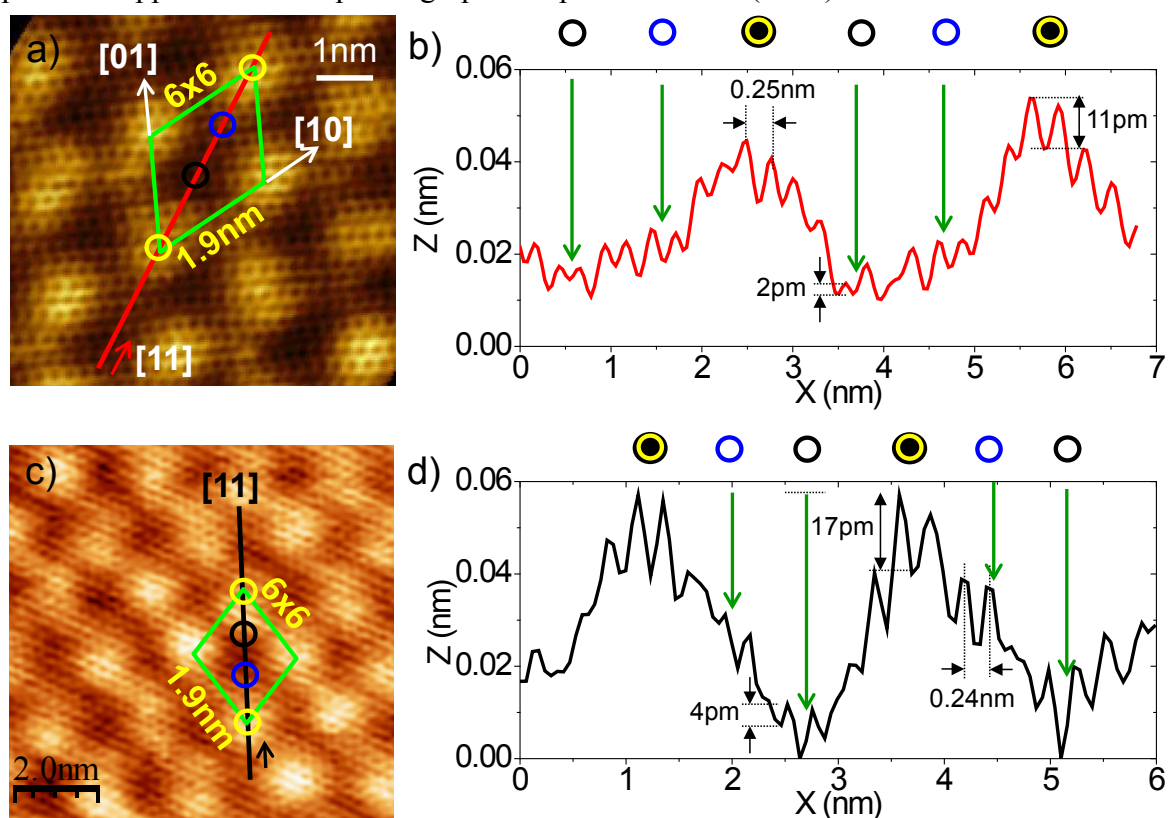 a)
[01]
6x6
1nm
[10]
1.9nm
[11]
b)
0.06
0.04
0.02
0.00
Z (nm)
0.25nm
11pm
2pm
0 1 2 3 4 5 6 7
X (nm)
c)
[11]
6x6
1.9nm
2.0nm
d)
0.06
0.04
0.02
0.00
Z (nm)
17pm
4pm
0.24nm
0 1 2 3 4 5 6
X (nm)